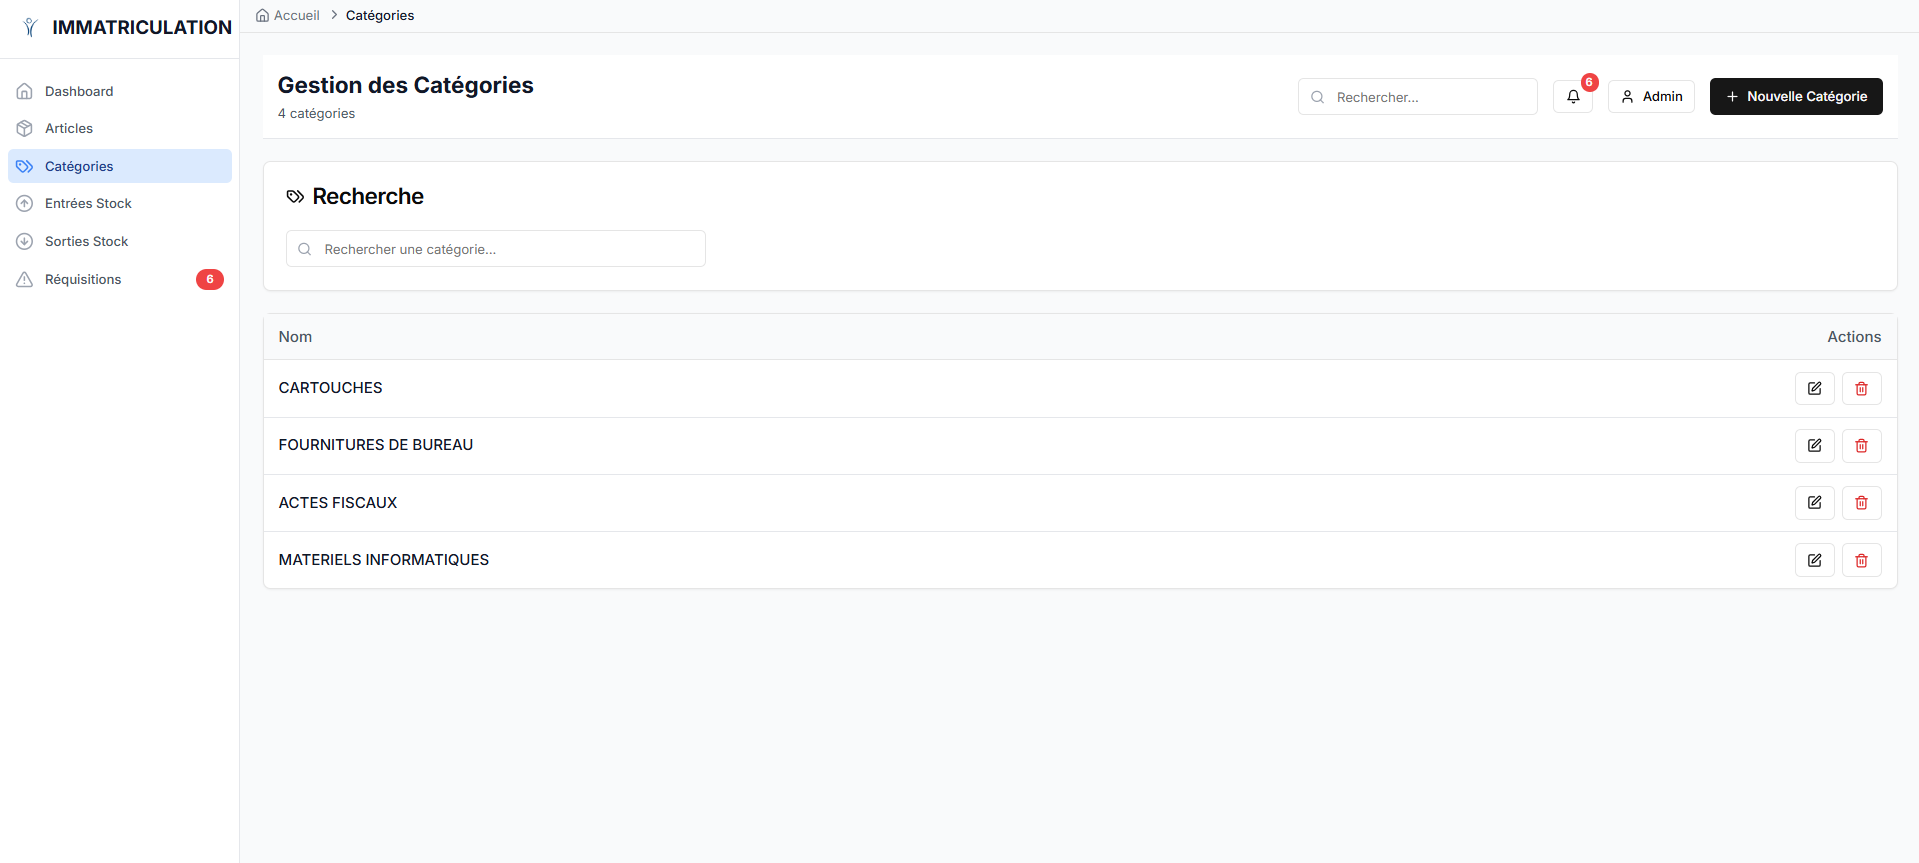 IMMATRICULATION
Dashboard
Articles
Catégories
Entrées Stock
Sorties Stock
Réquisitions 6
Accueil > Catégories
Gestion des Catégories
4 catégories
Rechercher...
6
Admin
+ Nouvelle Catégorie
Recherche
Rechercher une catégorie...
Nom Actions
CARTOUCHES
FOURNITURES DE BUREAU
ACTES FISCAUX
MATERIELS INFORMATIQUES